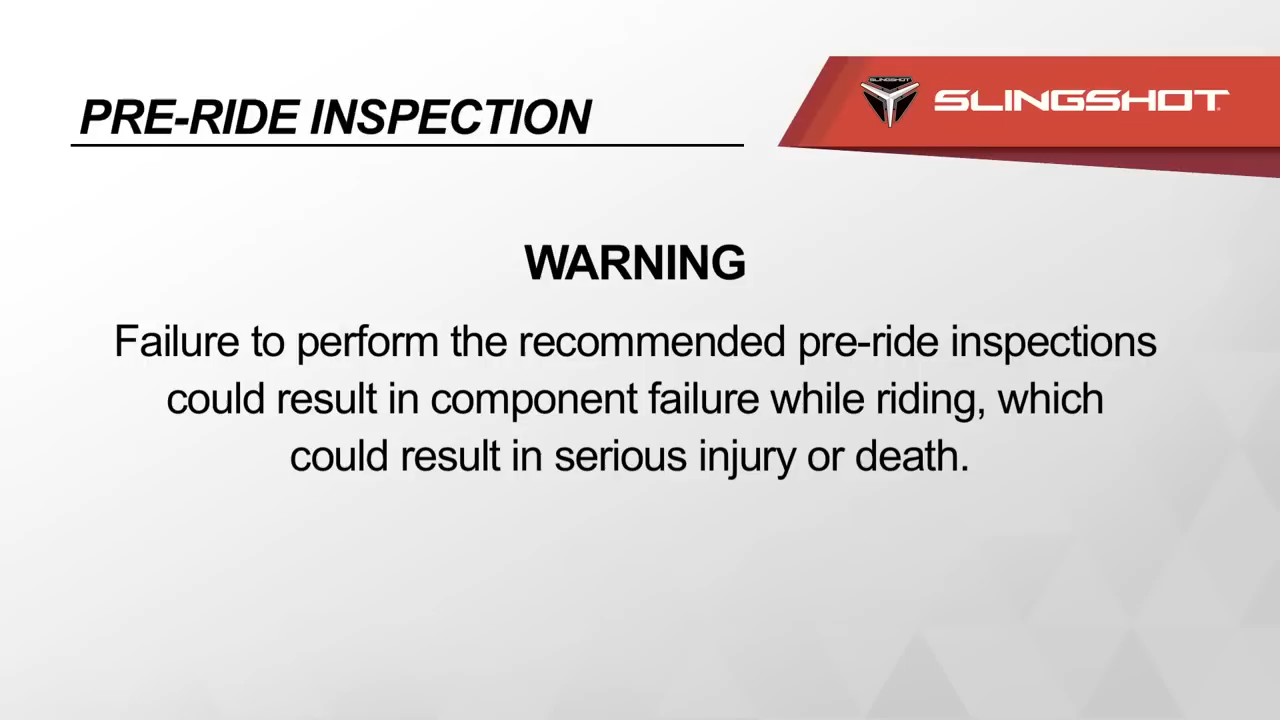 PRE-RIDE INSPECTION
SLINGSHOT
SLINGSHOT
WARNING
Failure to perform the recommended pre-ride inspections
could result in component failure while riding, which
could result in serious injury or death.